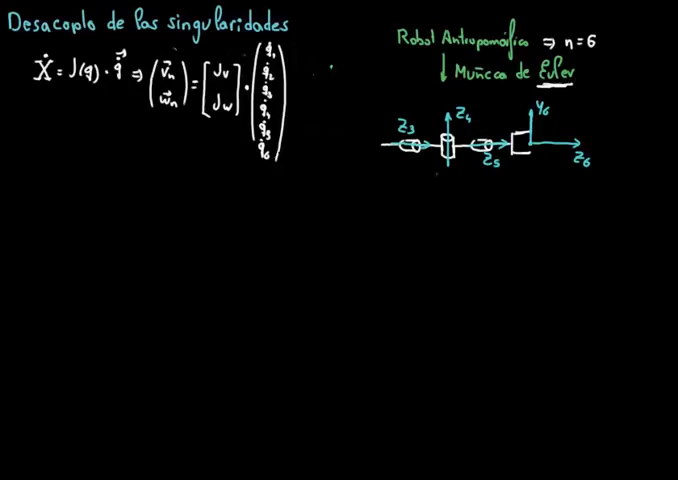 Desacoplo de las singularidades
Ẋ = J(q) · q̇⃗ ⇒ (v⃗n w⃗n) = [Jv Jw] · (q̇1 q̇2 q̇3 q̇4 q̇5 q̇6)
Robot Antropomórfico ⇒ n=6
↓ Muñeca de Euler
Z3
Z4
Z5
Y6
Z6